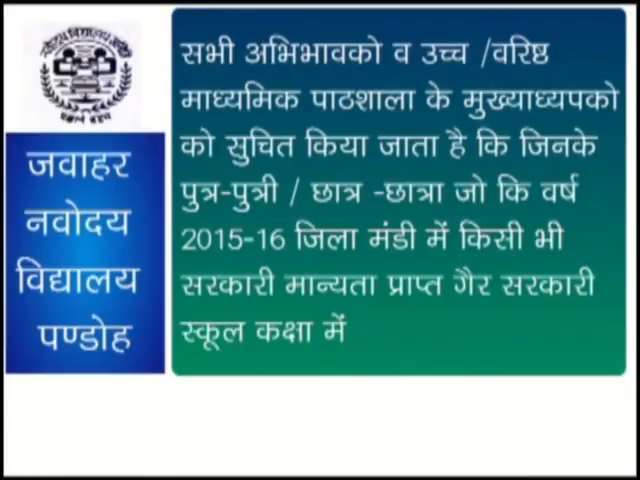 जवाहर
नवोदय
विद्यालय
पण्डोह
सभी अभिभावको व उच्च /वरिष्ठ
माध्यमिक पाठशाला के मुख्याध्यपको
को सुचित किया जाता है कि जिनके
पुत्र-पुत्री / छात्र -छात्रा जो कि वर्ष
2015-16 जिला मंडी में किसी भी
सरकारी मान्यता प्राप्त गैर सरकारी
स्कूल कक्षा में